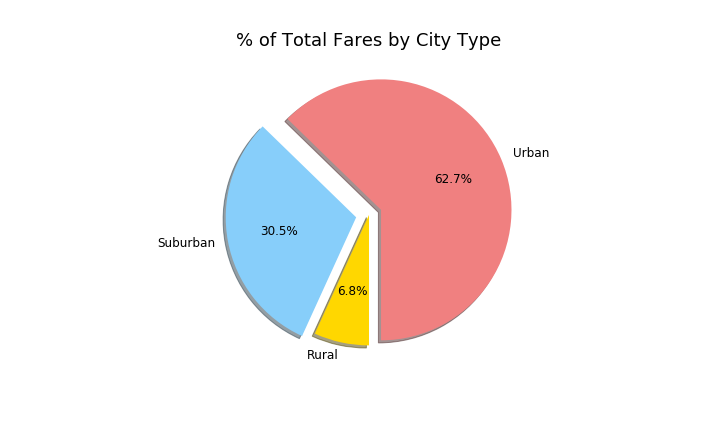 % of Total Fares by City Type
Urban
62.7%
30.5%
Suburban
6.8%
Rural